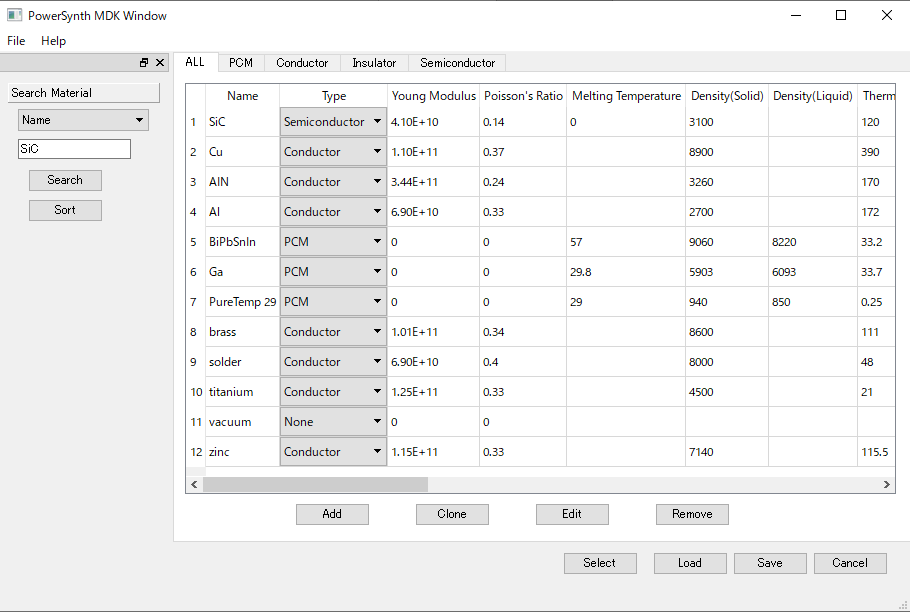 PowerSynth MDK Window
File Help
ALL PCM Conductor Insulator Semiconductor
Search Material
Name
SiC
Search
Sort
Name Type Young Modulus Poisson's Ratio Melting Temperature Density(Solid) Density(Liquid) Therm
1 SiC Semiconductor 4.10E+10 0.14 0 3100 120
2 Cu Conductor 1.10E+11 0.37 8900 390
3 AlN Conductor 3.44E+11 0.24 3260 170
4 Al Conductor 6.90E+10 0.33 2700 172
5 BiPbSnIn PCM 0 0 57 9060 8220 33.2
6 Ga PCM 0 0 29.8 5903 6093 33.7
7 PureTemp 29 PCM 0 0 29 940 850 0.25
8 brass Conductor 1.01E+11 0.34 8600 111
9 solder Conductor 6.90E+10 0.4 8000 48
10 titanium Conductor 1.25E+11 0.33 4500 21
11 vacuum None 0 0
12 zinc Conductor 1.15E+11 0.33 7140 115.5
Add Clone Edit Remove
Select Load Save Cancel